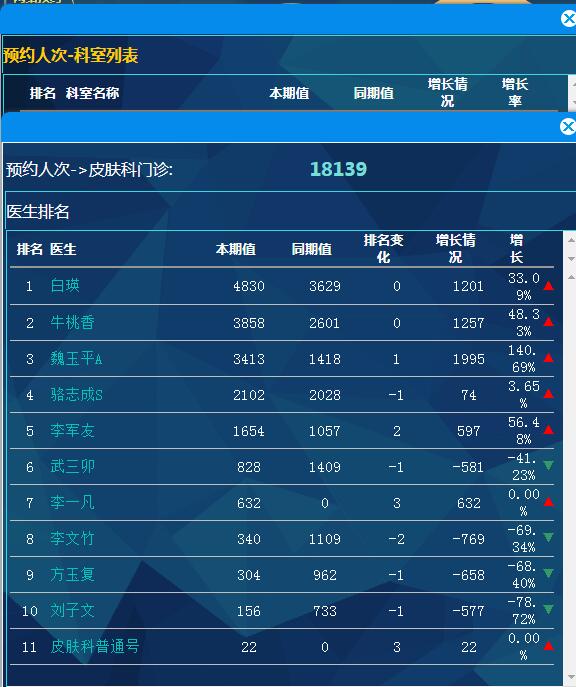 预约人次-科室列表
排名 科室名称 本期值 同期值 增长情况 增长率
预约人次->皮肤科门诊: 18139
医生排名
排名 医生 本期值 同期值 排名变化 增长情况 增长
1 白瑛 4830 3629 0 1201 33.09%
2 牛桃香 3858 2601 0 1257 48.33%
3 魏玉平A 3413 1418 1 1995 140.69%
4 骆志成S 2102 2028 -1 74 3.65%
5 李军友 1654 1057 2 597 56.48%
6 武三卯 828 1409 -1 -581 -41.23%
7 李一凡 632 0 3 632 0.00%
8 李文竹 340 1109 -2 -769 -69.34%
9 方玉复 304 962 -1 -658 -68.40%
10 刘子文 156 733 -1 -577 -78.72%
11 皮肤科普通号 22 0 3 22 0.00%